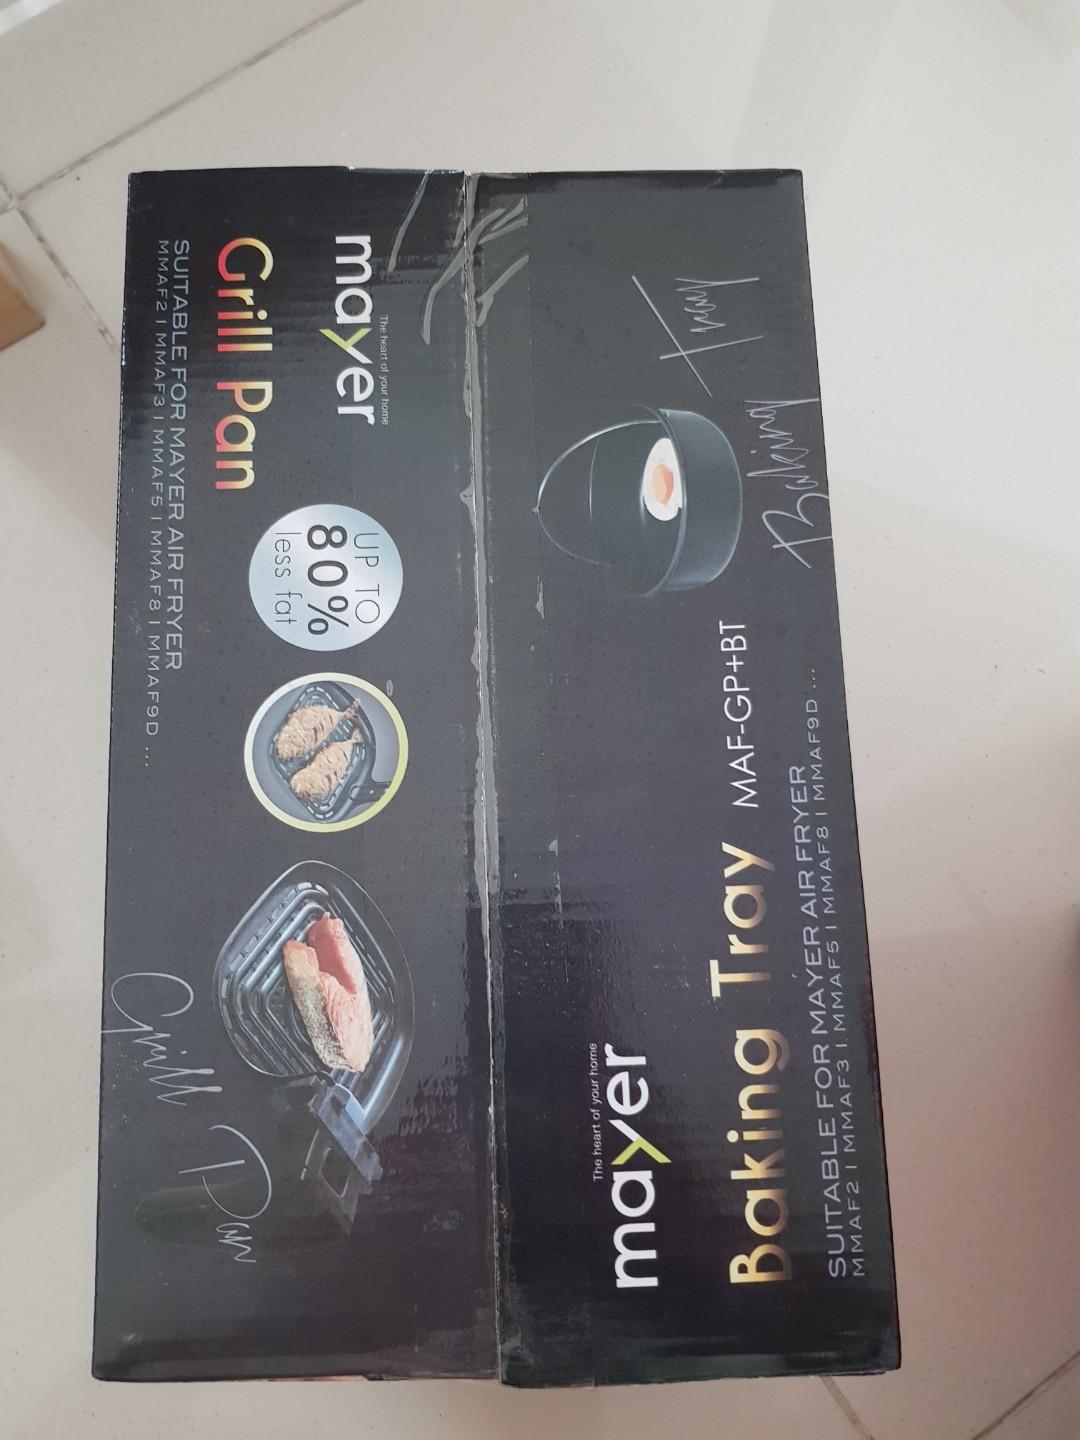 The heart of your home
mayer
Grill Pan
SUITABLE FOR MAYER AIR FRYER
MMAF2 I MMAF3 I MMAF5 I MMAF8 I MMAF9D ...
UP TO
80%
less fat
Grill Pan
The heart of your home
mayer
Baking Tray MAF-GP+BT
SUITABLE FOR MAYER AIR FRYER
MMAF2 I MMAF3 I MMAF5 I MMAF8 I MMAF9D ...
Baking
Tray